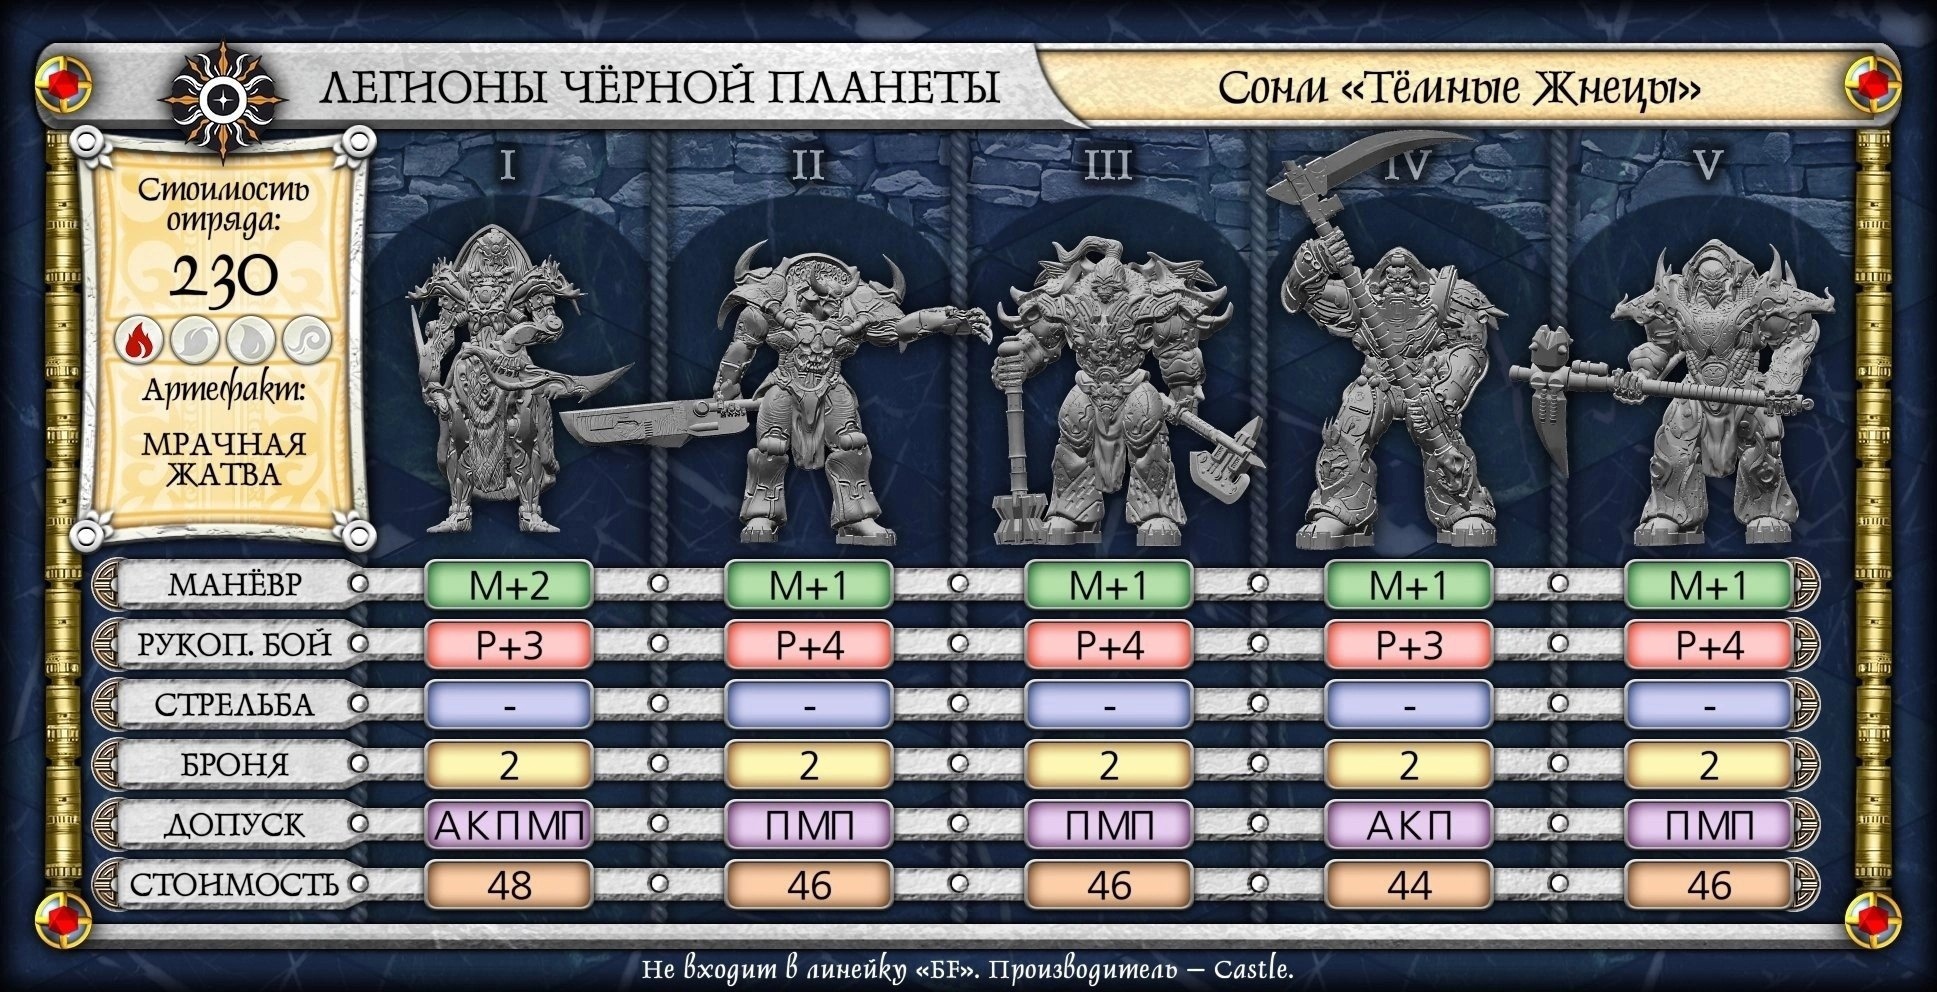 ЛЕГИОНЫ ЧЁРНОЙ ПЛАНЕТЫ
Сонм «Тёмные Жнецы»
Стоимость
отряда:
230
Артефакт:
МРАЧНАЯ
ЖАТВА
I II III IV V
МАНЁВР M+2 M+1 M+1 M+1 M+1
РУКОП. БОЙ P+3 P+4 P+4 P+3 P+4
СТРЕЛЬБА - - - - -
БРОНЯ 2 2 2 2 2
ДОПУСК АКПМП ПМП ПМП АКП ПМП
СТОИМОСТЬ 48 46 46 44 46
Не входит в линейку «БF». Производитель – Castle.